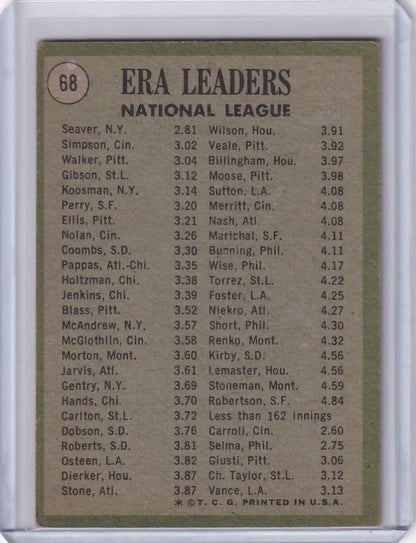 68
ERA LEADERS
NATIONAL LEAGUE
Seaver, N.Y. 2.81 Wilson, Hou. 3.91
Simpson, Cin. 3.02 Veale, Pitt. 3.92
Walker, Pitt. 3.04 Billingham, Hou. 3.97
Gibson, St.L. 3.12 Moose, Pitt. 3.98
Koosman, N.Y. 3.14 Sutton, L.A. 4.08
Perry, S.F. 3.20 Merritt, Cin. 4.08
Ellis, Pitt. 3.21 Nash, Atl. 4.08
Nolan, Cin. 3.26 Marichal, S.F. 4.11
Coombs, S.D. 3.30 Bunning, Phil. 4.11
Pappas, Atl.-Chi. 3.35 Wise, Phil. 4.17
Holtzman, Chi. 3.38 Torrez, St.L. 4.22
Jenkins, Chi. 3.39 Foster, L.A. 4.25
Blass, Pitt. 3.52 Niekro, Atl. 4.27
McAndrew, N.Y. 3.57 Short, Phil. 4.30
McGlothlin, Cin. 3.58 Renko, Mont. 4.32
Morton, Mont. 3.60 Kirby, S.D. 4.56
Jarvis, Atl. 3.61 Lemaster, Hou. 4.56
Gentry, N.Y. 3.69 Stoneman, Mont. 4.59
Hands, Chi. 3.70 Robertson, S.F. 4.84
Carlton, St.L. 3.72 Less than 162 Innings
Dobson, S.D. 3.76 Carroll, Cin. 2.60
Roberts, S.D. 3.81 Selma, Phil. 2.75
Osteen, L.A. 3.82 Giusti, Pitt. 3.06
Dierker, Hou. 3.87 Ch. Taylor, St.L. 3.12
Stone, Atl. 3.87 Vance, L.A. 3.13
* © T. C. G. PRINTED IN U.S.A.